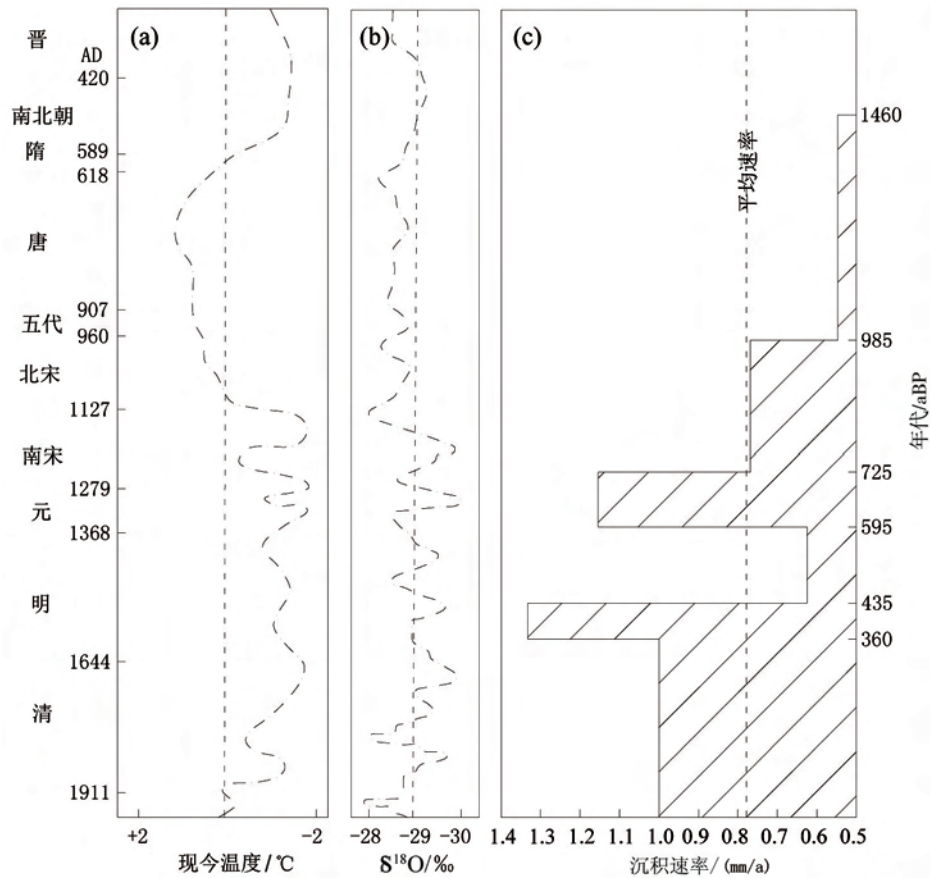 (a)
(b)
(c)
晋
AD
420
南北朝
589
隋
618
唐
907
五代
960
北宋
1127
南宋
1279
元
1368
明
1644
清
1911
+2
-2
现今温度/℃
-28
-29
-30
δ¹⁸O/‰
平均速率
1460
985
725
595
435
360
年代/aBP
1.4
1.3
1.2
1.1
1.0
0.9
0.8
0.7
0.6
0.5
沉积速率/(mm/a)